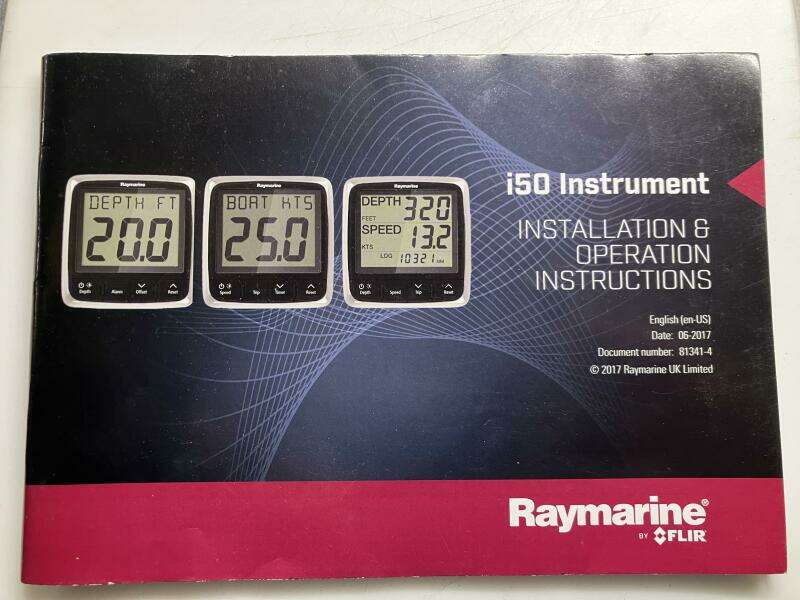 i50 Instrument
INSTALLATION &
OPERATION
INSTRUCTIONS
English (en-US)
Date: 06-2017
Document number: 81341-4
© 2017 Raymarine UK Limited
Raymarine
DEPTH FT
20.0
Depth Alarm Offset Reset
Raymarine
BOAT KTS
25.0
Speed Trip Timer Reset
Raymarine
DEPTH 320
FEET
SPEED 13.2
KTS
LOG 10321 NM
Depth Speed Trip Reset
Raymarine®
BY FLIR